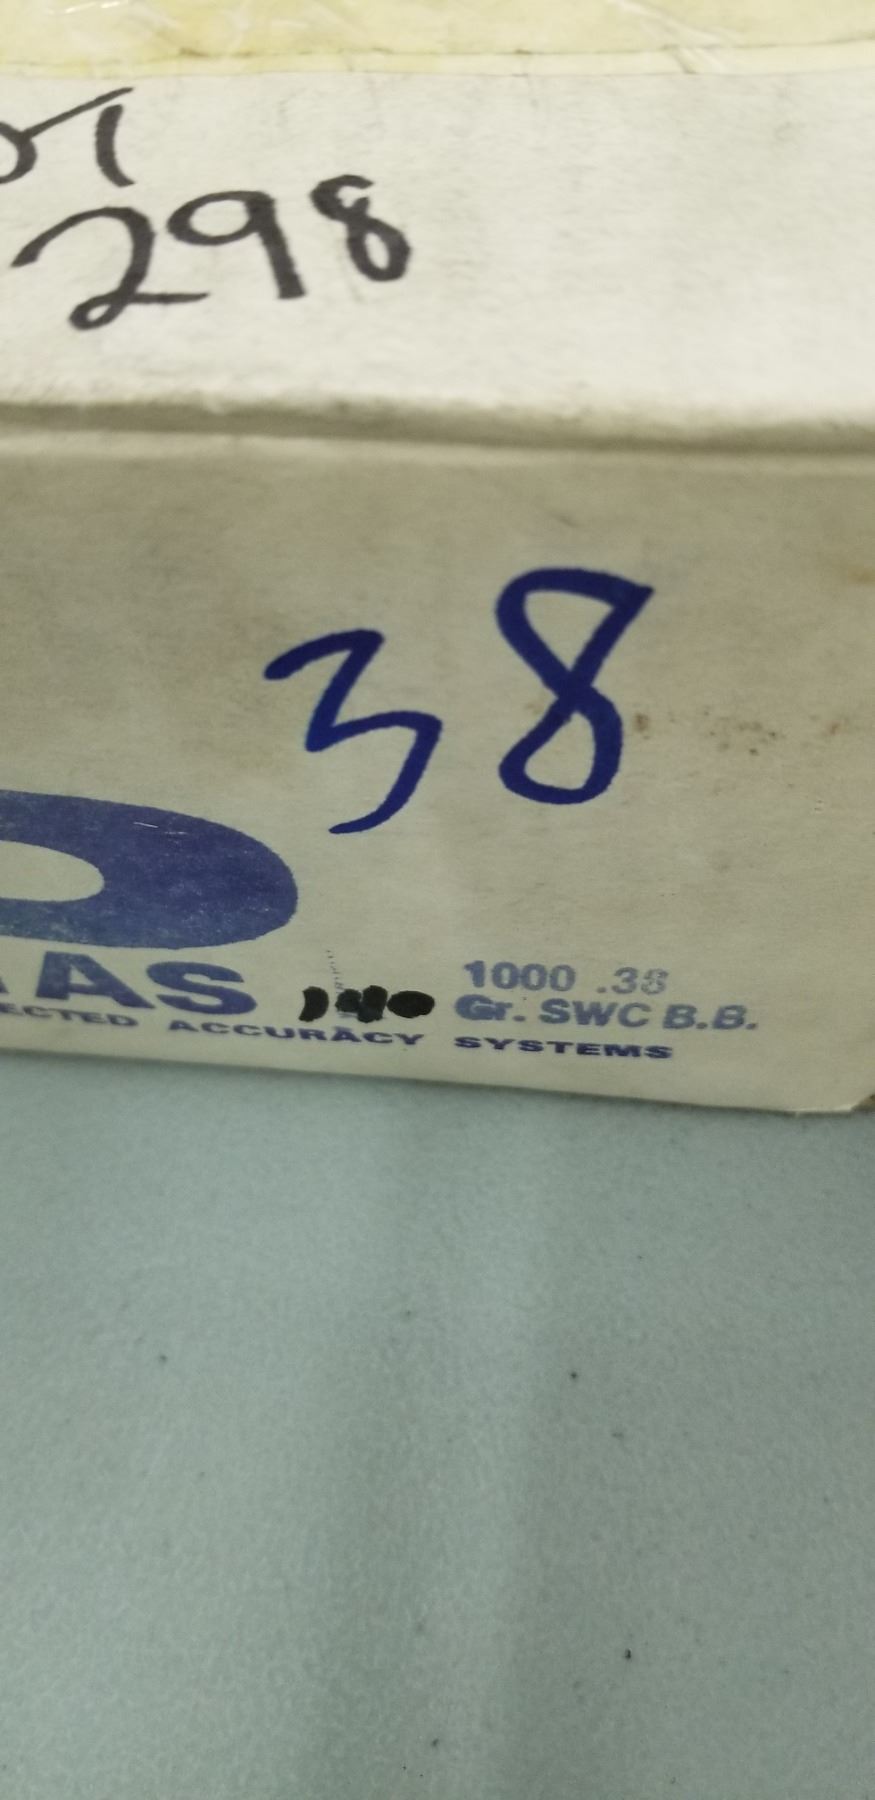 298
38
AS
1000 .38
140 Gr. SWC B.B.
ECTED ACCURACY SYSTEMS